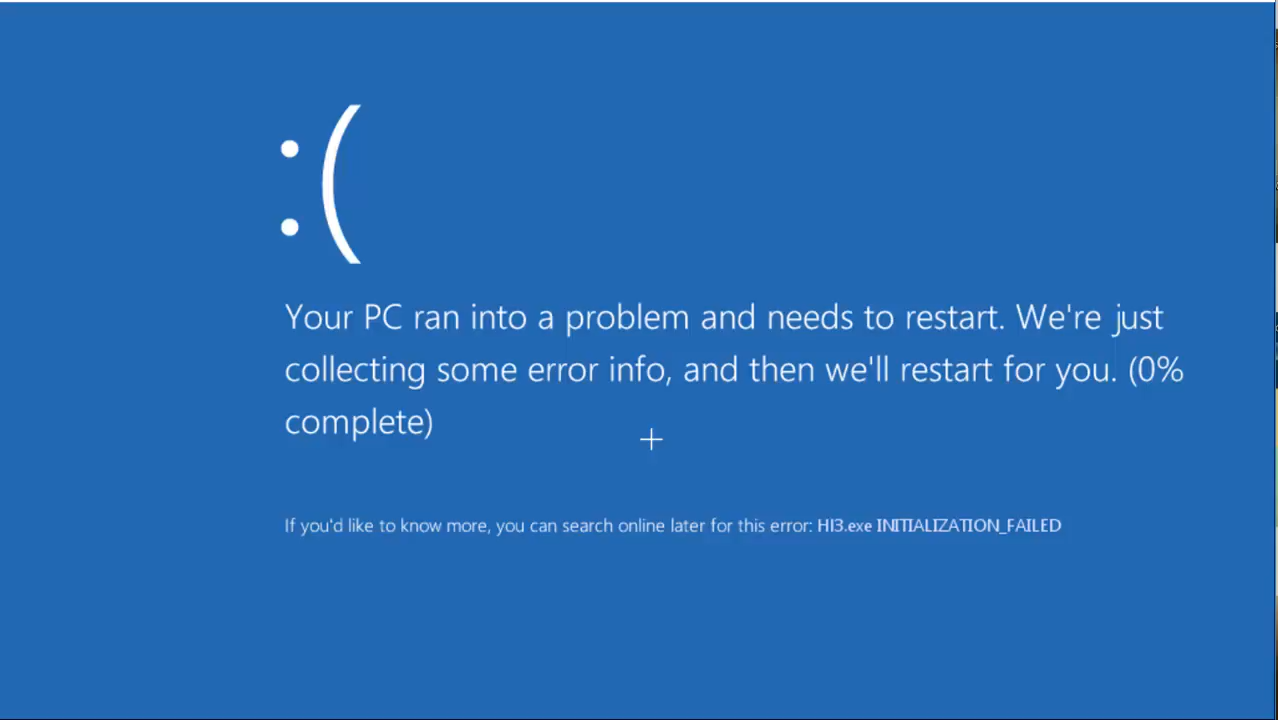 :(
Your PC ran into a problem and needs to restart. We're just
collecting some error info, and then we'll restart for you. (0%
complete)
If you'd like to know more, you can search online later for this error: HI3.exe INITIALIZATION_FAILED